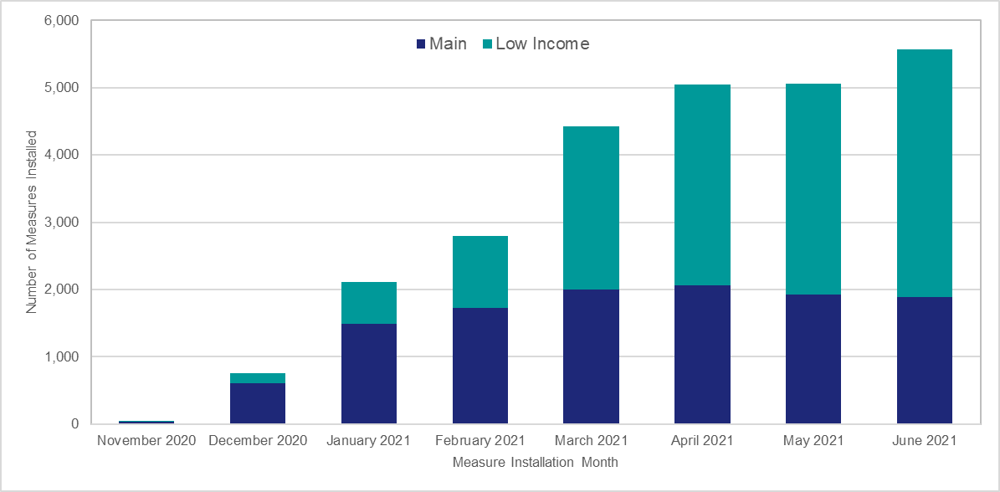 6,000
Main Low Income
5,000
4,000
3,000
2,000
1,000
0
Number of Measures Installed
November 2020 December 2020 January 2021 February 2021 March 2021 April 2021 May 2021 June 2021
Measure Installation Month